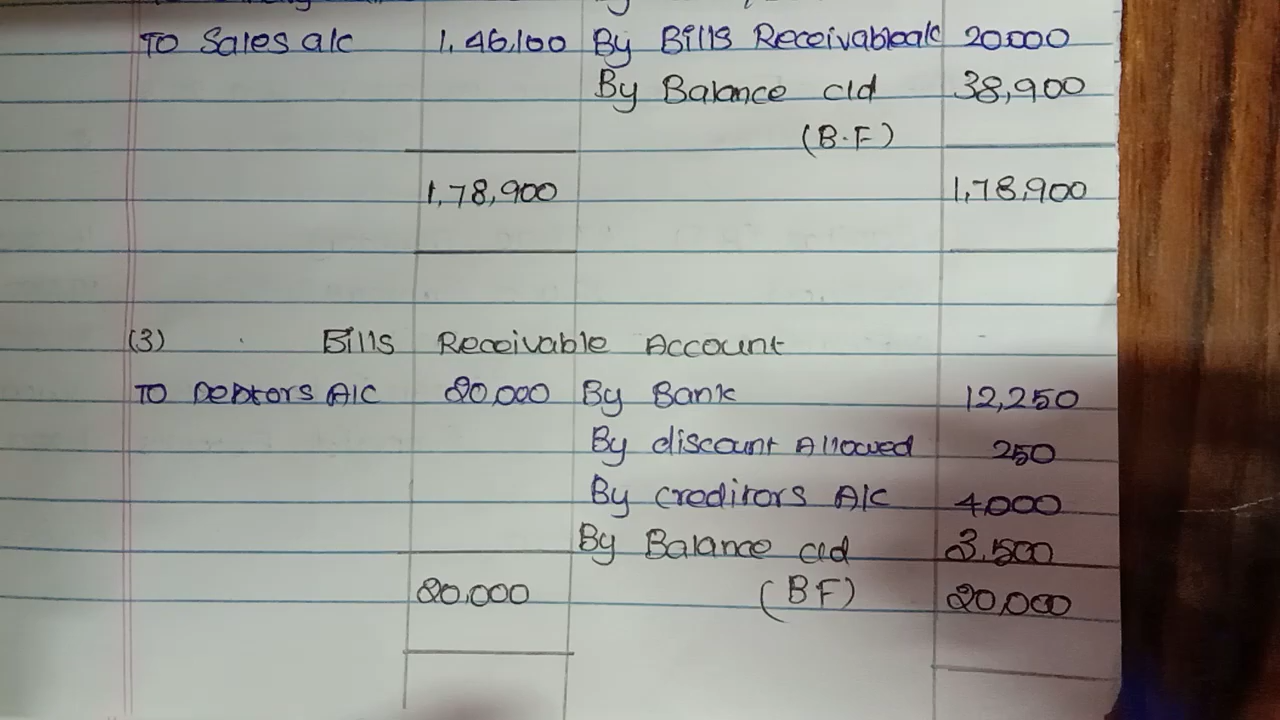 To Sales a/c 1,46,100 By Bills Receivable a/c 20000
By Balance c/d 38,900
(B.F)
1,78,900 1,78,900
(3) Bills Receivable Account
To Debtors A/C 20,000 By Bank 12,250
By discount Allowed 250
By creditors A/C 4,000
By Balance c/d 3,500
20,000 (BF) 20,000